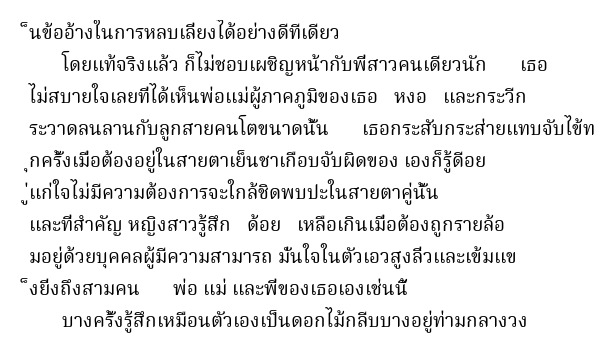 ็นข้ออ้างในการหลบเลี่ยงได้อย่างดีทีเดียว
โดยแท้จริงแล้ว ก็ไม่ชอบเผชิญหน้ากับพี่สาวคนเดียวนัก เธอ
ไม่สบายใจเลยที่ได้เห็นพ่อแม่ผู้ภาคภูมิของเธอ หงอ และกระวีก
ระวาดลนลานกับลูกสายคนโตขนาดนั้น เธอกระสับกระส่ายแทบจับไข้ท
ุกครั้งเมื่อต้องอยู่ในสายตาเย็นชาเกือบจับผิดของ เองก็รู้ดีอย
ู่แก่ใจไม่มีความต้องการจะใกล้ชิดพบปะในสายตาคู่นั้น
และที่สำคัญ หญิงสาวรู้สึก ด้อย เหลือเกินเมื่อต้องถูกรายล้อ
มอยู่ด้วยบุคคลผู้มีความสามารถ มั่นใจในตัวเอวสูงลิ่วและเข้มแข
็งยิ่งถึงสามคน พ่อ แม่ และพี่ของเธอเองเช่นนี้
บางครั้งรู้สึกเหมือนตัวเองเป็นดอกไม้กลีบบางอยู่ท่ามกลางวง